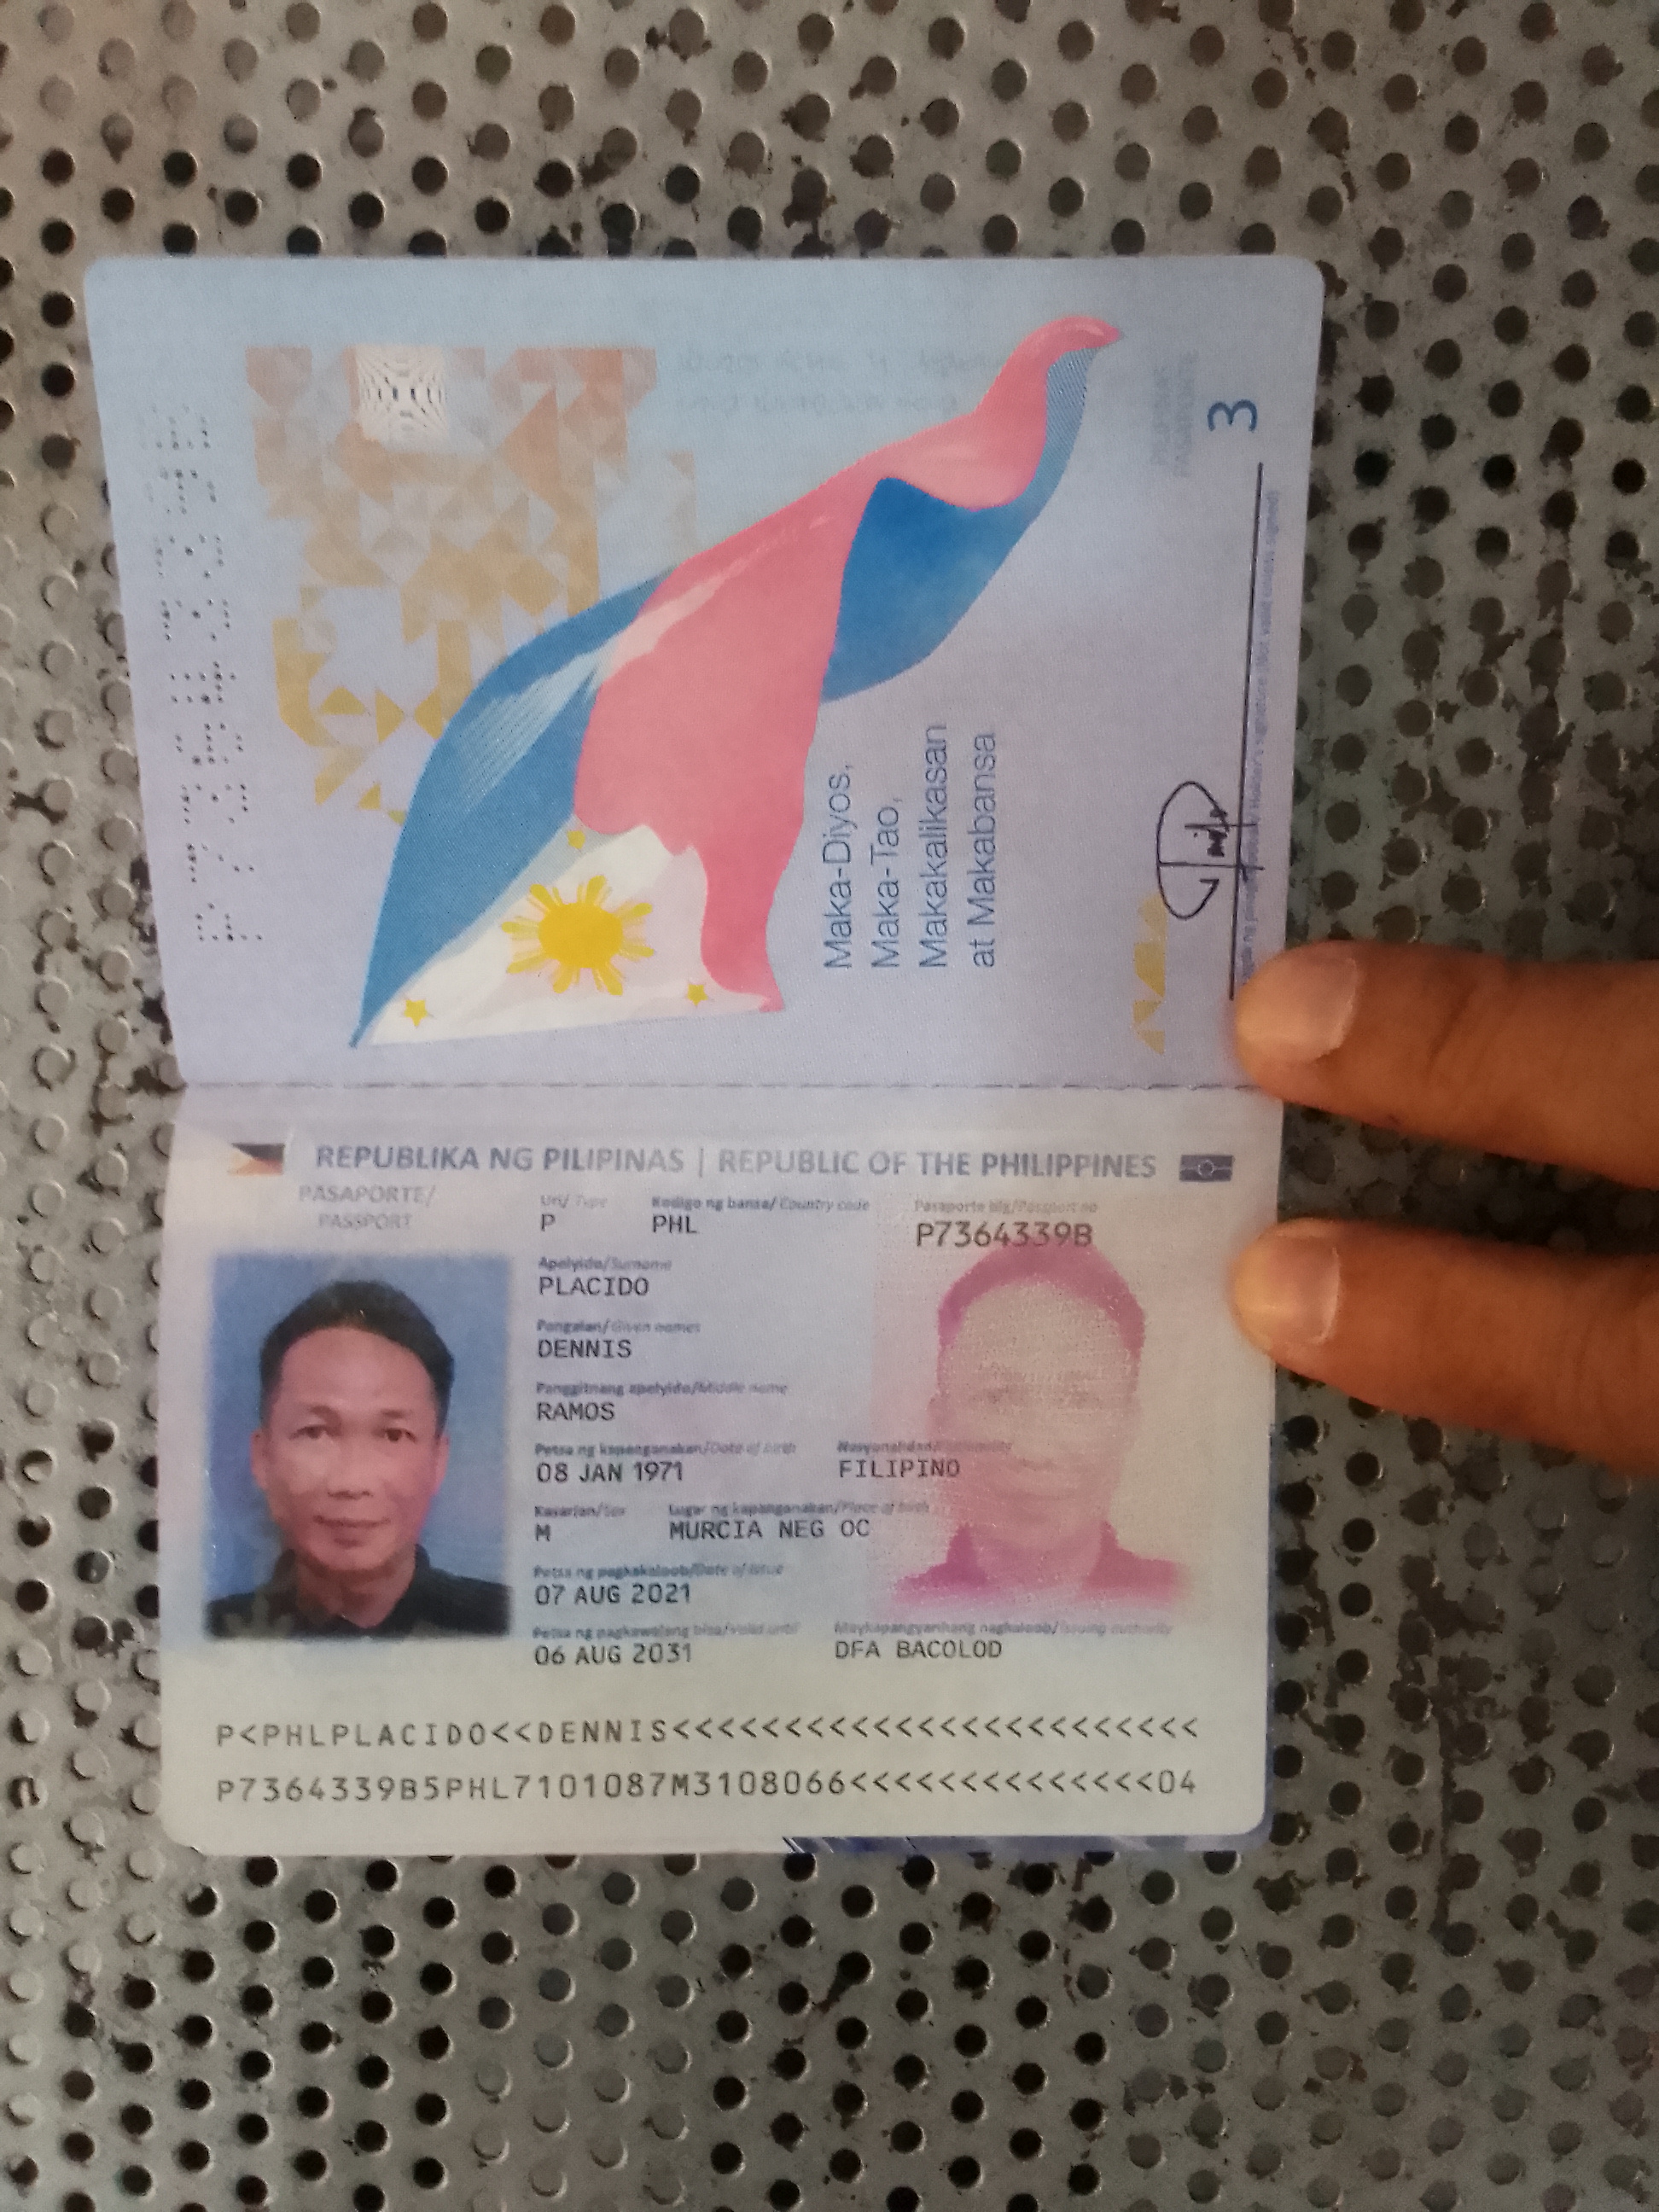 3
Maka-Diyos,
Maka-Tao,
Makakalikasan
at Makabansa
REPUBLIKA NG PILIPINAS | REPUBLIC OF THE PHILIPPINES
PASAPORTE/
PASSPORT
Uri/Type Kodigo ng bansa/Country code Pasaporte blg/Passport no
P PHL P7364339B
Apelyido/Surname
PLACIDO
Pangalan/Given names
DENNIS
Panggitnang apelyido/Middle name
RAMOS
Petsa ng kapanganakan/Date of birth Nasyonalidad/Nationality
08 JAN 1971 FILIPINO
Kasarian/Sex Lugar ng kapanganakan/Place of birth
M MURCIA NEG OC
Petsa ng pagkakaloob/Date of issue
07 AUG 2021
Petsa ng pagkawalang bisa/Valid until Maykapangyarihang nagkaloob/Issuing authority
06 AUG 2031 DFA BACOLOD
P<PHLPLACIDO<<DENNIS<<<<<<<<<<<<<<<<<<<<<<<<
P7364339B5PHL7101087M3108066<<<<<<<<<<<<<<04